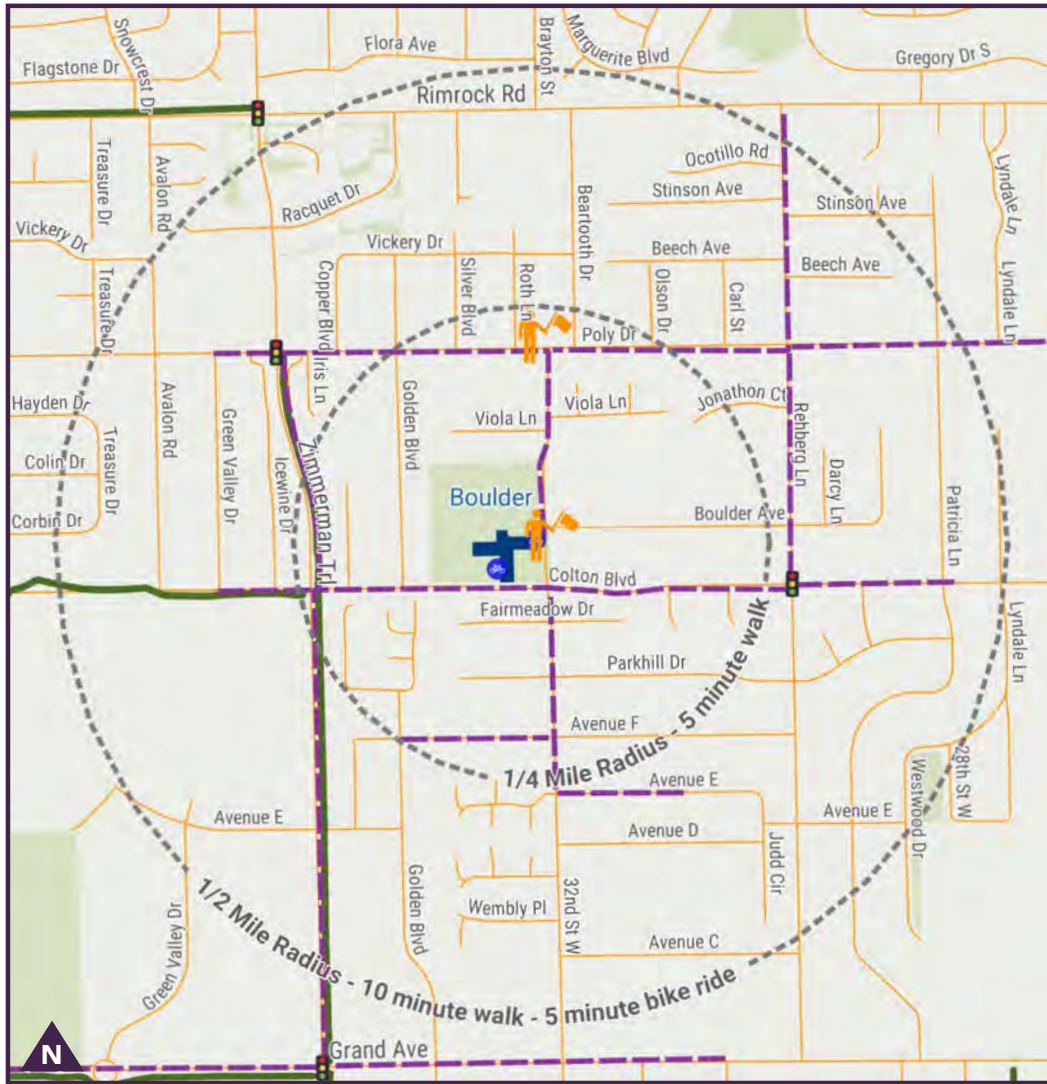 Snowcrest Dr
Flora Ave
Brayton St
Marguerite Blvd
Gregory Dr S
Flagstone Dr
Rimrock Rd
Treasure Dr
Avalon Rd
Racquet Dr
Ocotillo Rd
Stinson Ave
Stinson Ave
Lyndale Ln
Beartooth Dr
Vickery Dr
Vickery Dr
Beech Ave
Beech Ave
Treasure Dr
Copper Blvd
Silver Blvd
Roth Ln
Olson Dr
Carl St
Lyndale Ln
Poly Dr
Iris Ln
Hayden Dr
Avalon Rd
Green Valley Dr
Golden Blvd
Viola Ln
Viola Ln
Jonathon Ct
Rehberg Ln
Treasure Dr
Colin Dr
Icewine Dr
Zimmerman Trl
Darcy Ln
Patricia Ln
Corbin Dr
Boulder
Boulder Ave
Colton Blvd
Fairmeadow Dr
Lyndale Ln
Parkhill Dr
Avenue F
1/4 Mile Radius - 5 minute walk
Avenue E
Westwood Dr
28th St W
Avenue E
Avenue E
Avenue D
Judd Cir
Golden Blvd
32nd St W
Wembly Pl
Green Valley Dr
Avenue C
1/2 Mile Radius - 10 minute walk - 5 minute bike ride
N
Grand Ave